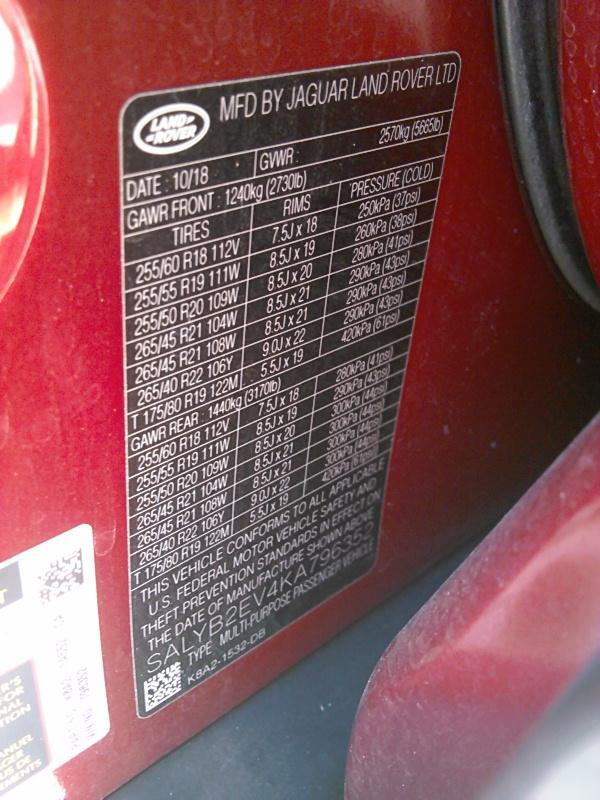 LAND ROVER MFD BY JAGUAR LAND ROVER LTD
DATE : 10/18 GVWR : 2570kg (5665lb)
GAWR FRONT : 1240kg (2730lb)
TIRES RIMS PRESSURE (COLD)
255/60 R18 112V 7.5J x 18 250kPa (37psi)
255/55 R19 111W 8.5J x 19 260kPa (38psi)
255/50 R20 109W 8.5J x 20 280kPa (41psi)
265/45 R21 104W 8.5J x 21 290kPa (43psi)
265/45 R21 108W 8.5J x 21 290kPa (43psi)
265/40 R22 106Y 9.0J x 22 290kPa (43psi)
T 175/80 R19 122M 5.5J x 19 420kPa (61psi)
GAWR REAR : 1440kg (3170lb)
255/60 R18 112V 7.5J x 18 280kPa (41psi)
255/55 R19 111W 8.5J x 19 290kPa (43psi)
255/50 R20 109W 8.5J x 20 300kPa (44psi)
265/45 R21 104W 8.5J x 21 300kPa (44psi)
265/45 R21 108W 8.5J x 21 300kPa (44psi)
265/40 R22 106Y 9.0J x 22 300kPa (44psi)
T 175/80 R19 122M 5.5J x 19 420kPa (61psi)
THIS VEHICLE CONFORMS TO ALL APPLICABLE
U.S. FEDERAL MOTOR VEHICLE SAFETY AND
THEFT PREVENTION STANDARDS IN EFFECT ON
THE DATE OF MANUFACTURE SHOWN ABOVE
SALYB2EV4KA796352
TYPE MULTI-PURPOSE PASSENGER VEHICLE
K8A2-1532-DB